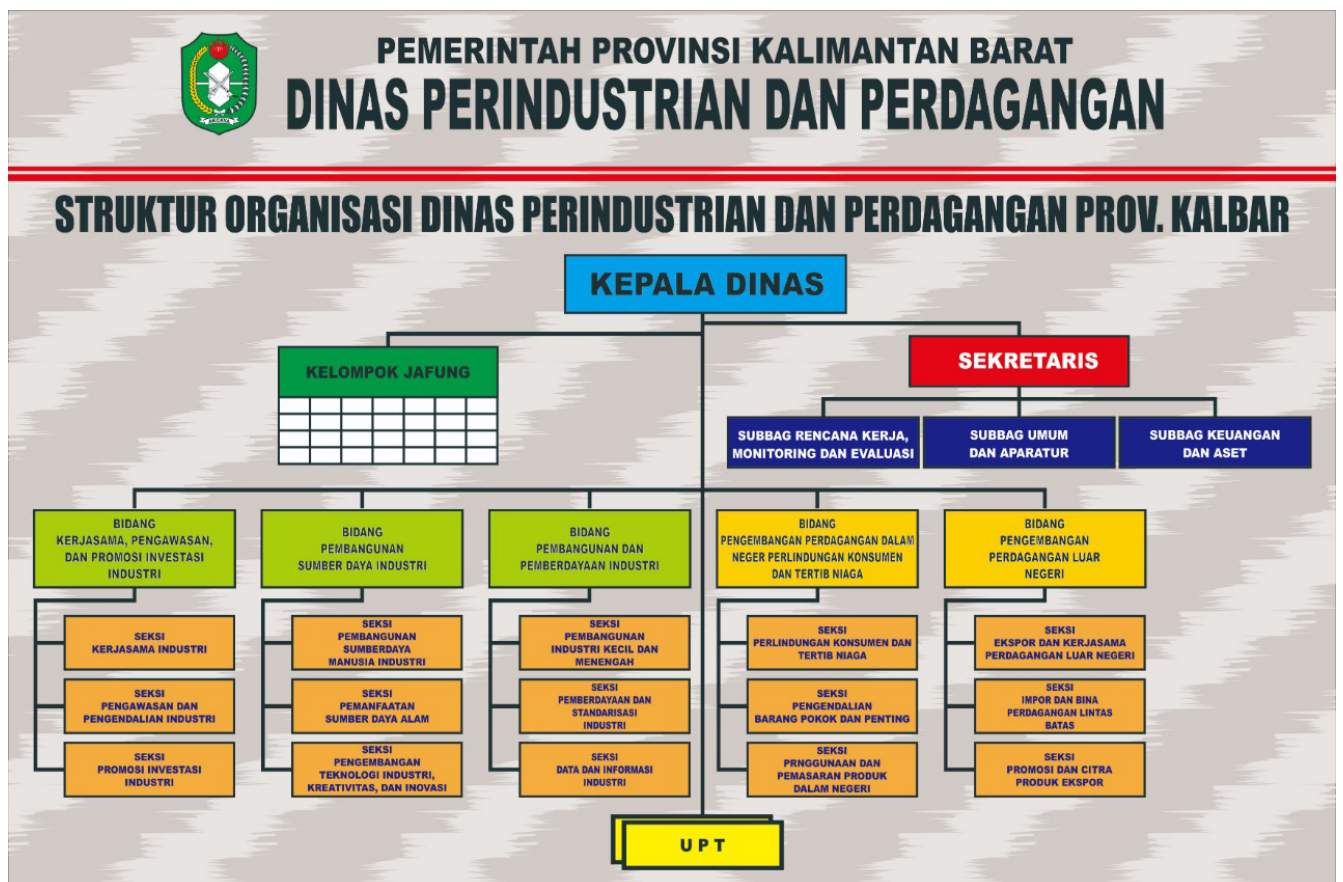 PEMERINTAH PROVINSI KALIMANTAN BARAT
DINAS PERINDUSTRIAN DAN PERDAGANGAN
STRUKTUR ORGANISASI DINAS PERINDUSTRIAN DAN PERDAGANGAN PROV. KALBAR
KEPALA DINAS
KELOMPOK JAFUNG
SEKRETARIS
SUBBAG RENCANA KERJA,
MONITORING DAN EVALUASI
SUBBAG UMUM
DAN APARATUR
SUBBAG KEUANGAN
DAN ASET
BIDANG
KERJASAMA, PENGAWASAN,
DAN PROMOSI INVESTASI
INDUSTRI
BIDANG
PEMBANGUNAN
SUMBER DAYA INDUSTRI
BIDANG
PEMBANGUNAN DAN
PEMBERDAYAAN INDUSTRI
BIDANG
PENGEMBANGAN PERDAGANGAN DALAM
NEGER PERLINDUNGAN KONSUMEN
DAN TERTIB NIAGA
BIDANG
PENGEMBANGAN
PERDAGANGAN LUAR
NEGERI
SEKSI
KERJASAMA INDUSTRI
SEKSI
PEMBANGUNAN
SUMBERDAYA
MANUSIA INDUSTRI
SEKSI
PEMBANGUNAN
INDUSTRI KECIL DAN
MENENGAH
SEKSI
PERLINDUNGAN KONSUMEN DAN
TERTIB NIAGA
SEKSI
EKSPOR DAN KERJASAMA
PERDAGANGAN LUAR NEGERI
SEKSI
PENGAWASAN DAN
PENGENDALIAN INDUSTRI
SEKSI
PEMANFAATAN
SUMBER DAYA ALAM
SEKSI
PEMBERDAYAAN DAN
STANDARISASI
INDUSTRI
SEKSI
PENGENDALIAN
BARANG POKOK DAN PENTING
SEKSI
IMPOR DAN BINA
PERDAGANGAN LINTAS
BATAS
SEKSI
PROMOSI INVESTASI
INDUSTRI
SEKSI
PENGEMBANGAN
TEKNOLOGI INDUSTRI,
KREATIVITAS, DAN INOVASI
SEKSI
DATA DAN INFORMASI
INDUSTRI
SEKSI
PRNGGUNAAN DAN
PEMASARAN PRODUK
DALAM NEGERI
SEKSI
PROMOSI DAN CITRA
PRODUK EKSPOR
UPT